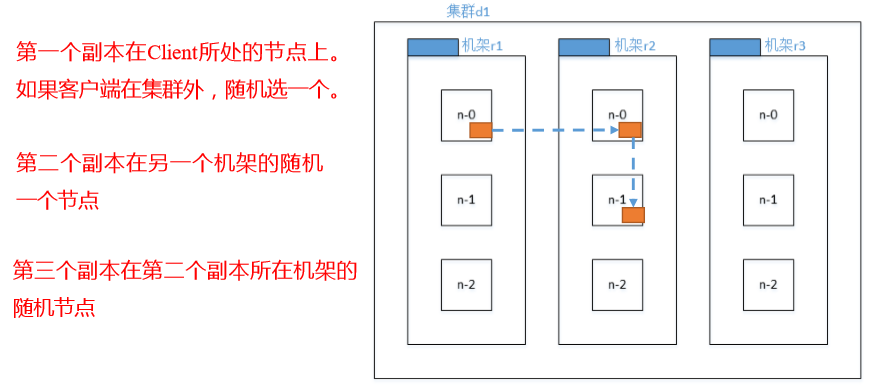 集群d1
机架r1
机架r2
机架r3
第一个副本在Client所处的节点上。
如果客户端在集群外，随机选一个。
第二个副本在另一个机架的随机
一个节点
第三个副本在第二个副本所在机架的
随机节点
n-0
n-0
n-0
n-1
n-1
n-1
n-2
n-2
n-2